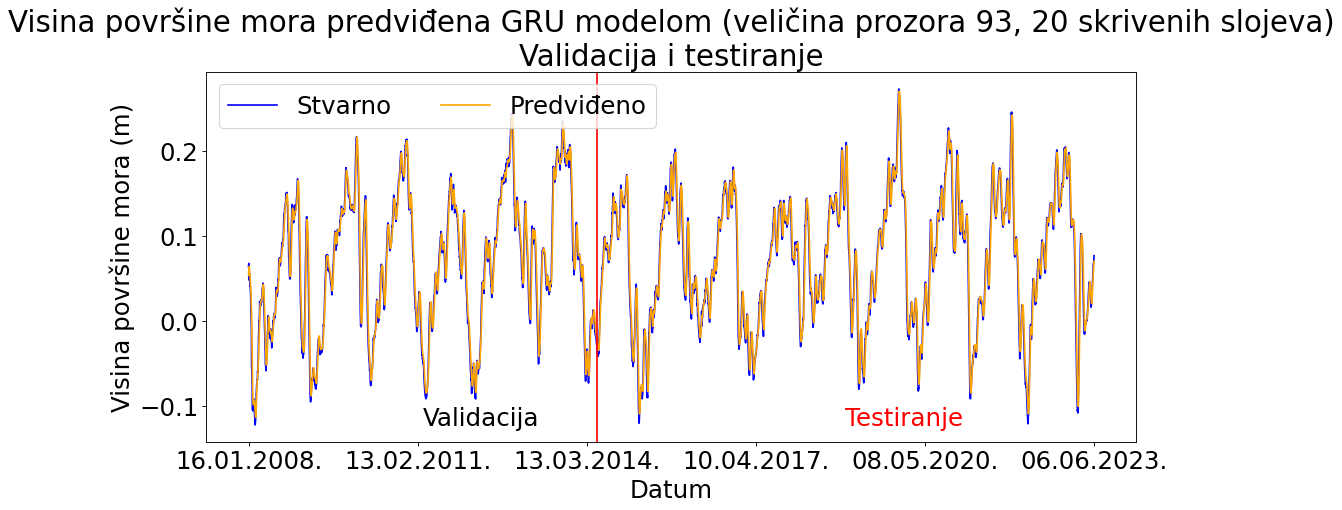 Visina površine mora predviđena GRU modelom (veličina prozora 93, 20 skrivenih slojeva)
Validacija i testiranje
Stvarno Predviđeno
Visina površine mora (m)
0.2
0.1
0.0
−0.1
Validacija Testiranje
16.01.2008. 13.02.2011. 13.03.2014. 10.04.2017. 08.05.2020. 06.06.2023.
Datum